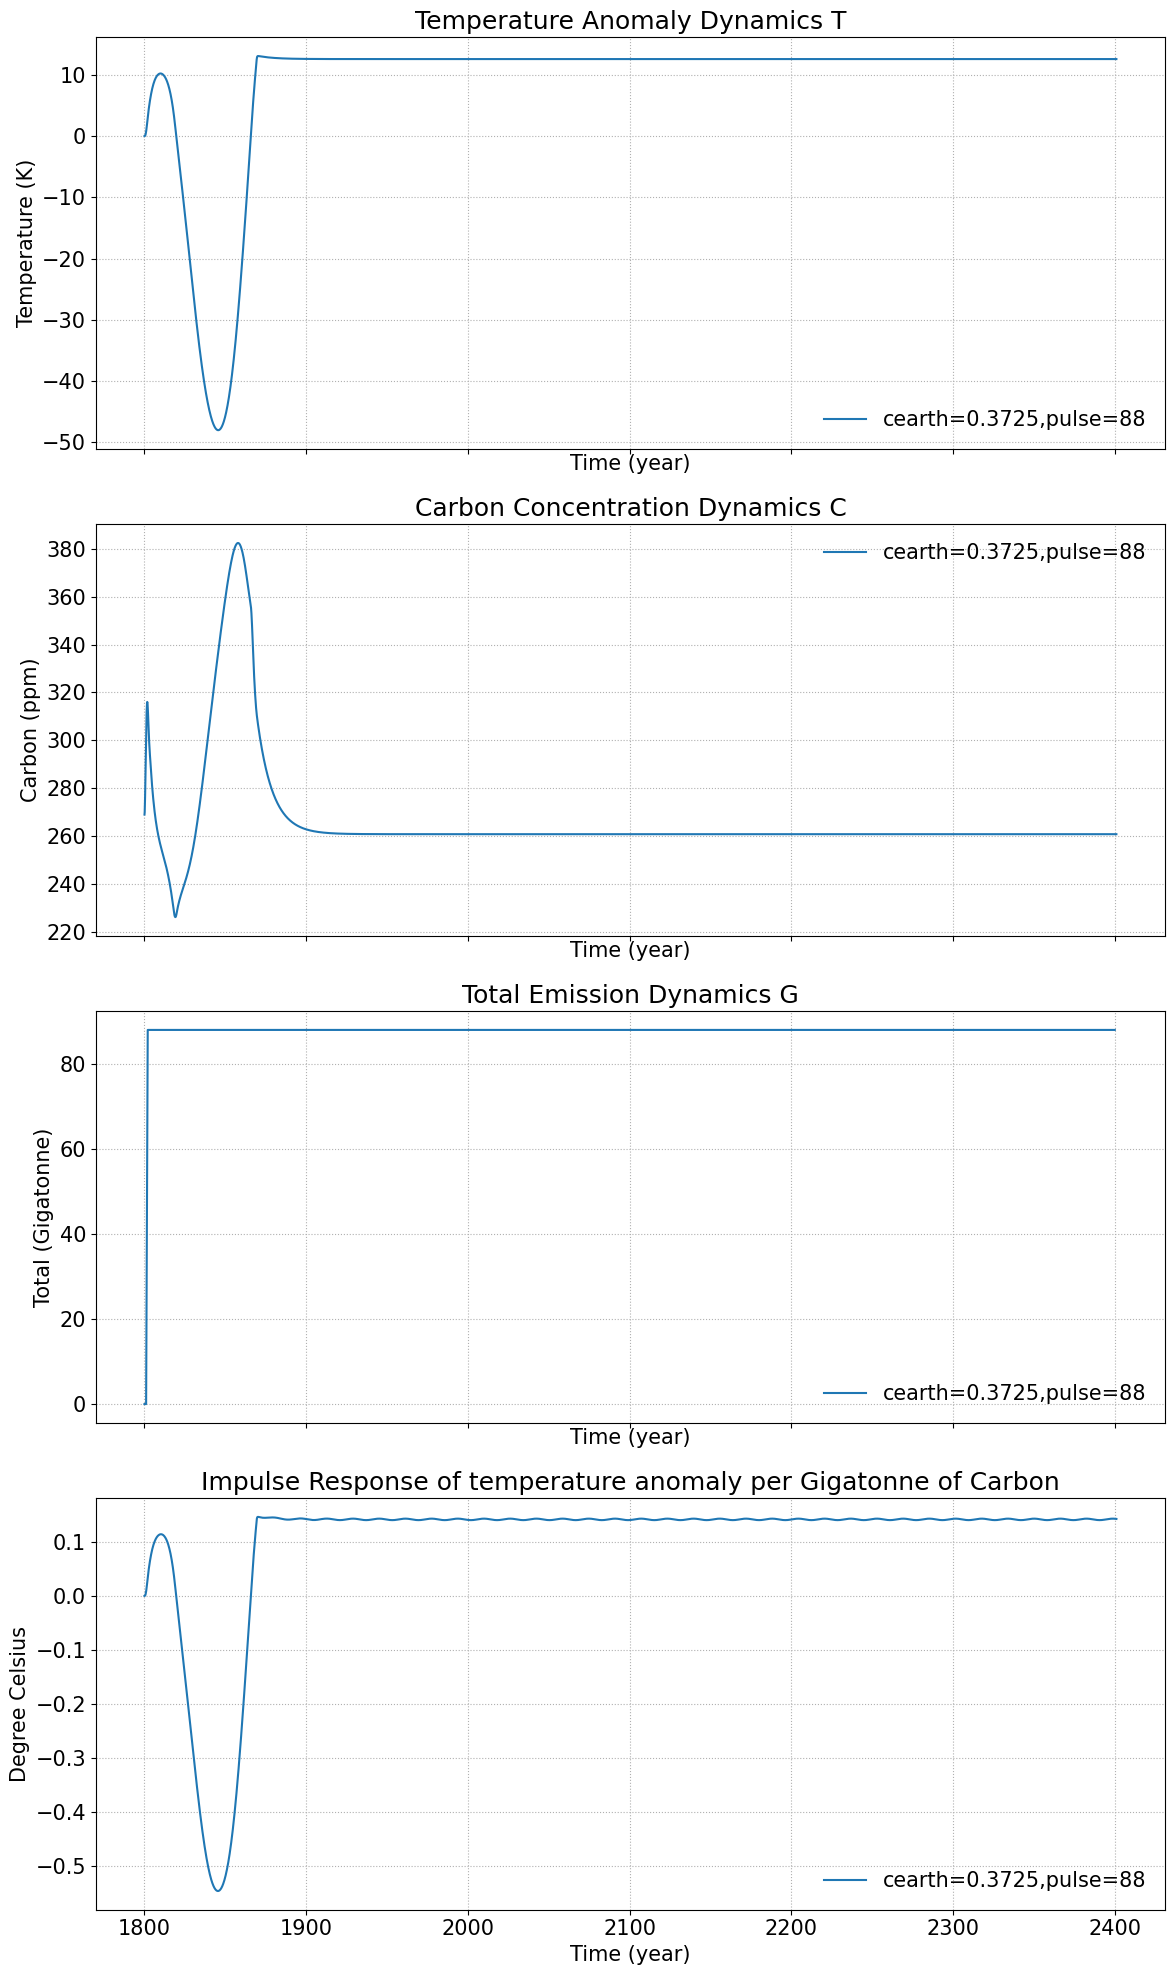 Temperature Anomaly Dynamics T
10
0
−10
−20
−30
−40
−50
Temperature (K)
cearth=0.3725,pulse=88
Time (year)
Carbon Concentration Dynamics C
380
360
340
320
300
280
260
240
220
Carbon (ppm)
cearth=0.3725,pulse=88
Time (year)
Total Emission Dynamics G
80
60
40
20
0
Total (Gigatonne)
cearth=0.3725,pulse=88
Time (year)
Impulse Response of temperature anomaly per Gigatonne of Carbon
0.1
0.0
−0.1
−0.2
−0.3
−0.4
−0.5
Degree Celsius
cearth=0.3725,pulse=88
1800 1900 2000 2100 2200 2300 2400
Time (year)